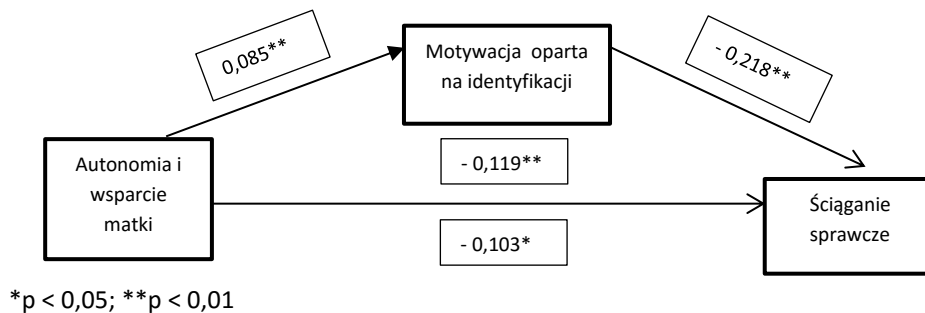 0,085**
Motywacja oparta
na identyfikacji
- 0,218**
- 0,119**
Autonomia i
wsparcie
matki
Ściąganie
sprawcze
- 0,103*
*p < 0,05; **p < 0,01